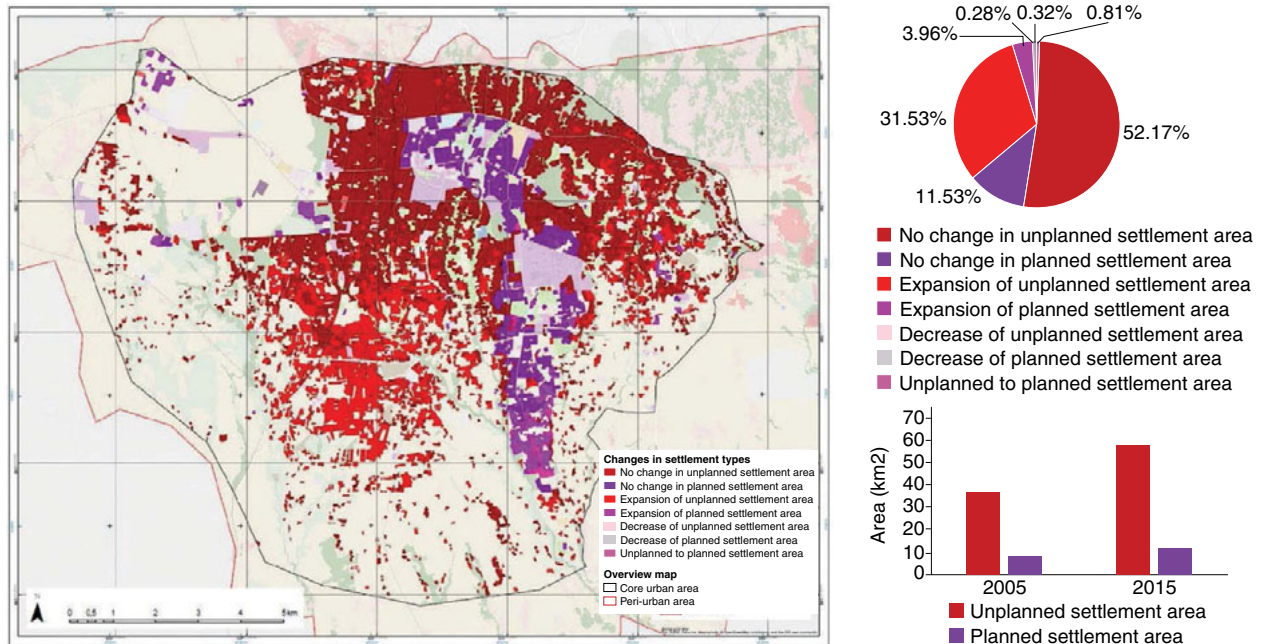 Changes in settlement types
No change in unplanned settlement area
No change in planned settlement area
Expansion of unplanned settlement area
Expansion of planned settlement area
Decrease of unplanned settlement area
Decrease of planned settlement area
Unplanned to planned settlement area
Overview map
Core urban area
Peri-urban area
N
0 0,5 1 2 3 4 5km
0.28% 0.32% 0.81%
3.96%
31.53%
52.17%
11.53%
No change in unplanned settlement area
No change in planned settlement area
Expansion of unplanned settlement area
Expansion of planned settlement area
Decrease of unplanned settlement area
Decrease of planned settlement area
Unplanned to planned settlement area
Area (km2)
70
60
50
40
30
20
10
0
2005 2015
Unplanned settlement area
Planned settlement area